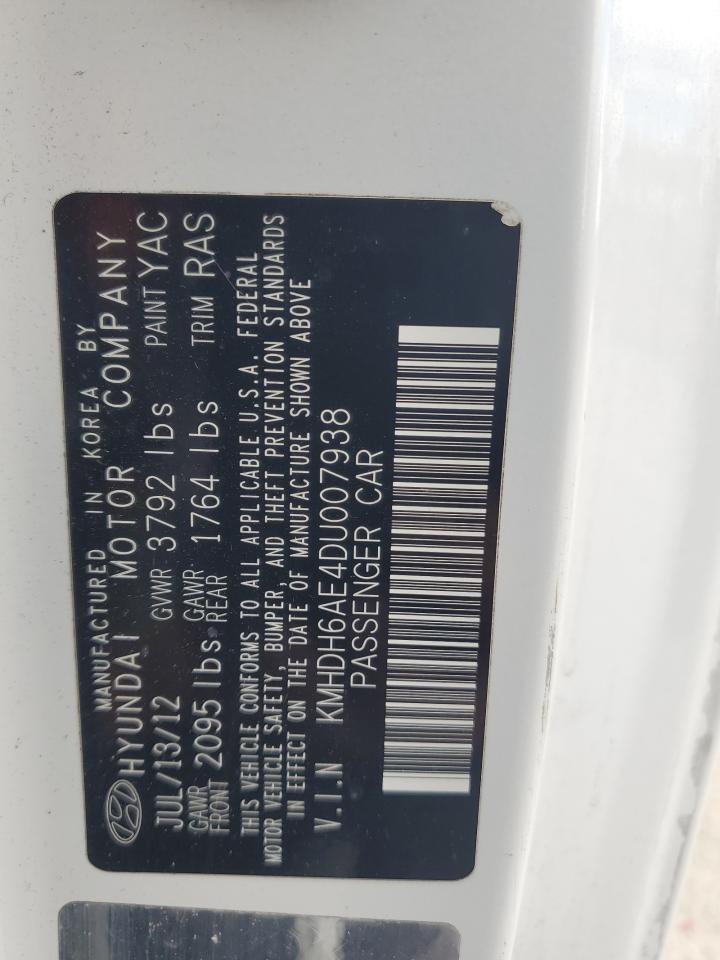 MANUFACTURED IN KOREA BY
HYUNDAI MOTOR COMPANY
JUL/13/12 GVWR 3792 lbs PAINT YAC
GAWR FRONT 2095 lbs GAWR REAR 1764 lbs TRIM RAS
THIS VEHICLE CONFORMS TO ALL APPLICABLE U.S.A. FEDERAL
MOTOR VEHICLE SAFETY, BUMPER, AND THEFT PREVENTION STANDARDS
IN EFFECT ON THE DATE OF MANUFACTURE SHOWN ABOVE
V.I.N KMHDH6AE4DU007938
PASSENGER CAR